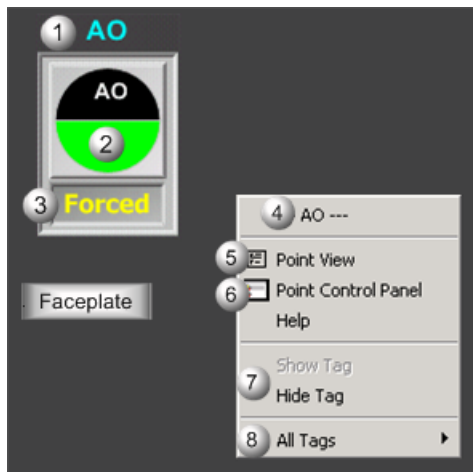 1 AO
AO
2
3 Forced
4 AO ---
5 Point View
6 Point Control Panel
Help
Faceplate
Show Tag
7
Hide Tag
8 All Tags